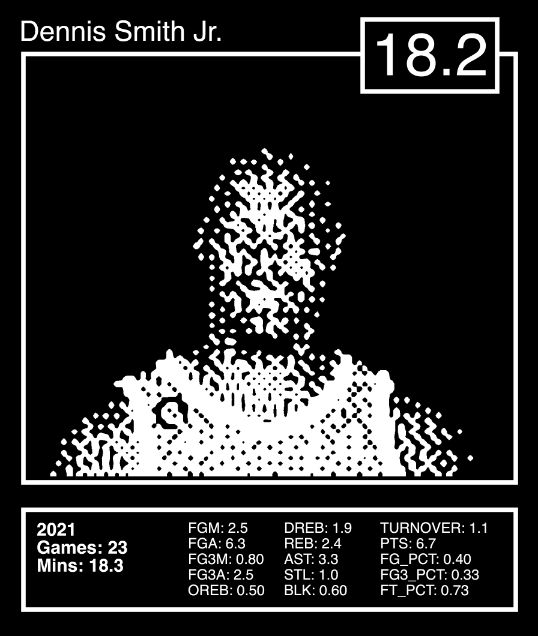 Dennis Smith Jr.
18.2
2021
Games: 23
Mins: 18.3
FGM: 2.5
FGA: 6.3
FG3M: 0.80
FG3A: 2.5
OREB: 0.50
DREB: 1.9
REB: 2.4
AST: 3.3
STL: 1.0
BLK: 0.60
TURNOVER: 1.1
PTS: 6.7
FG_PCT: 0.40
FG3_PCT: 0.33
FT_PCT: 0.73